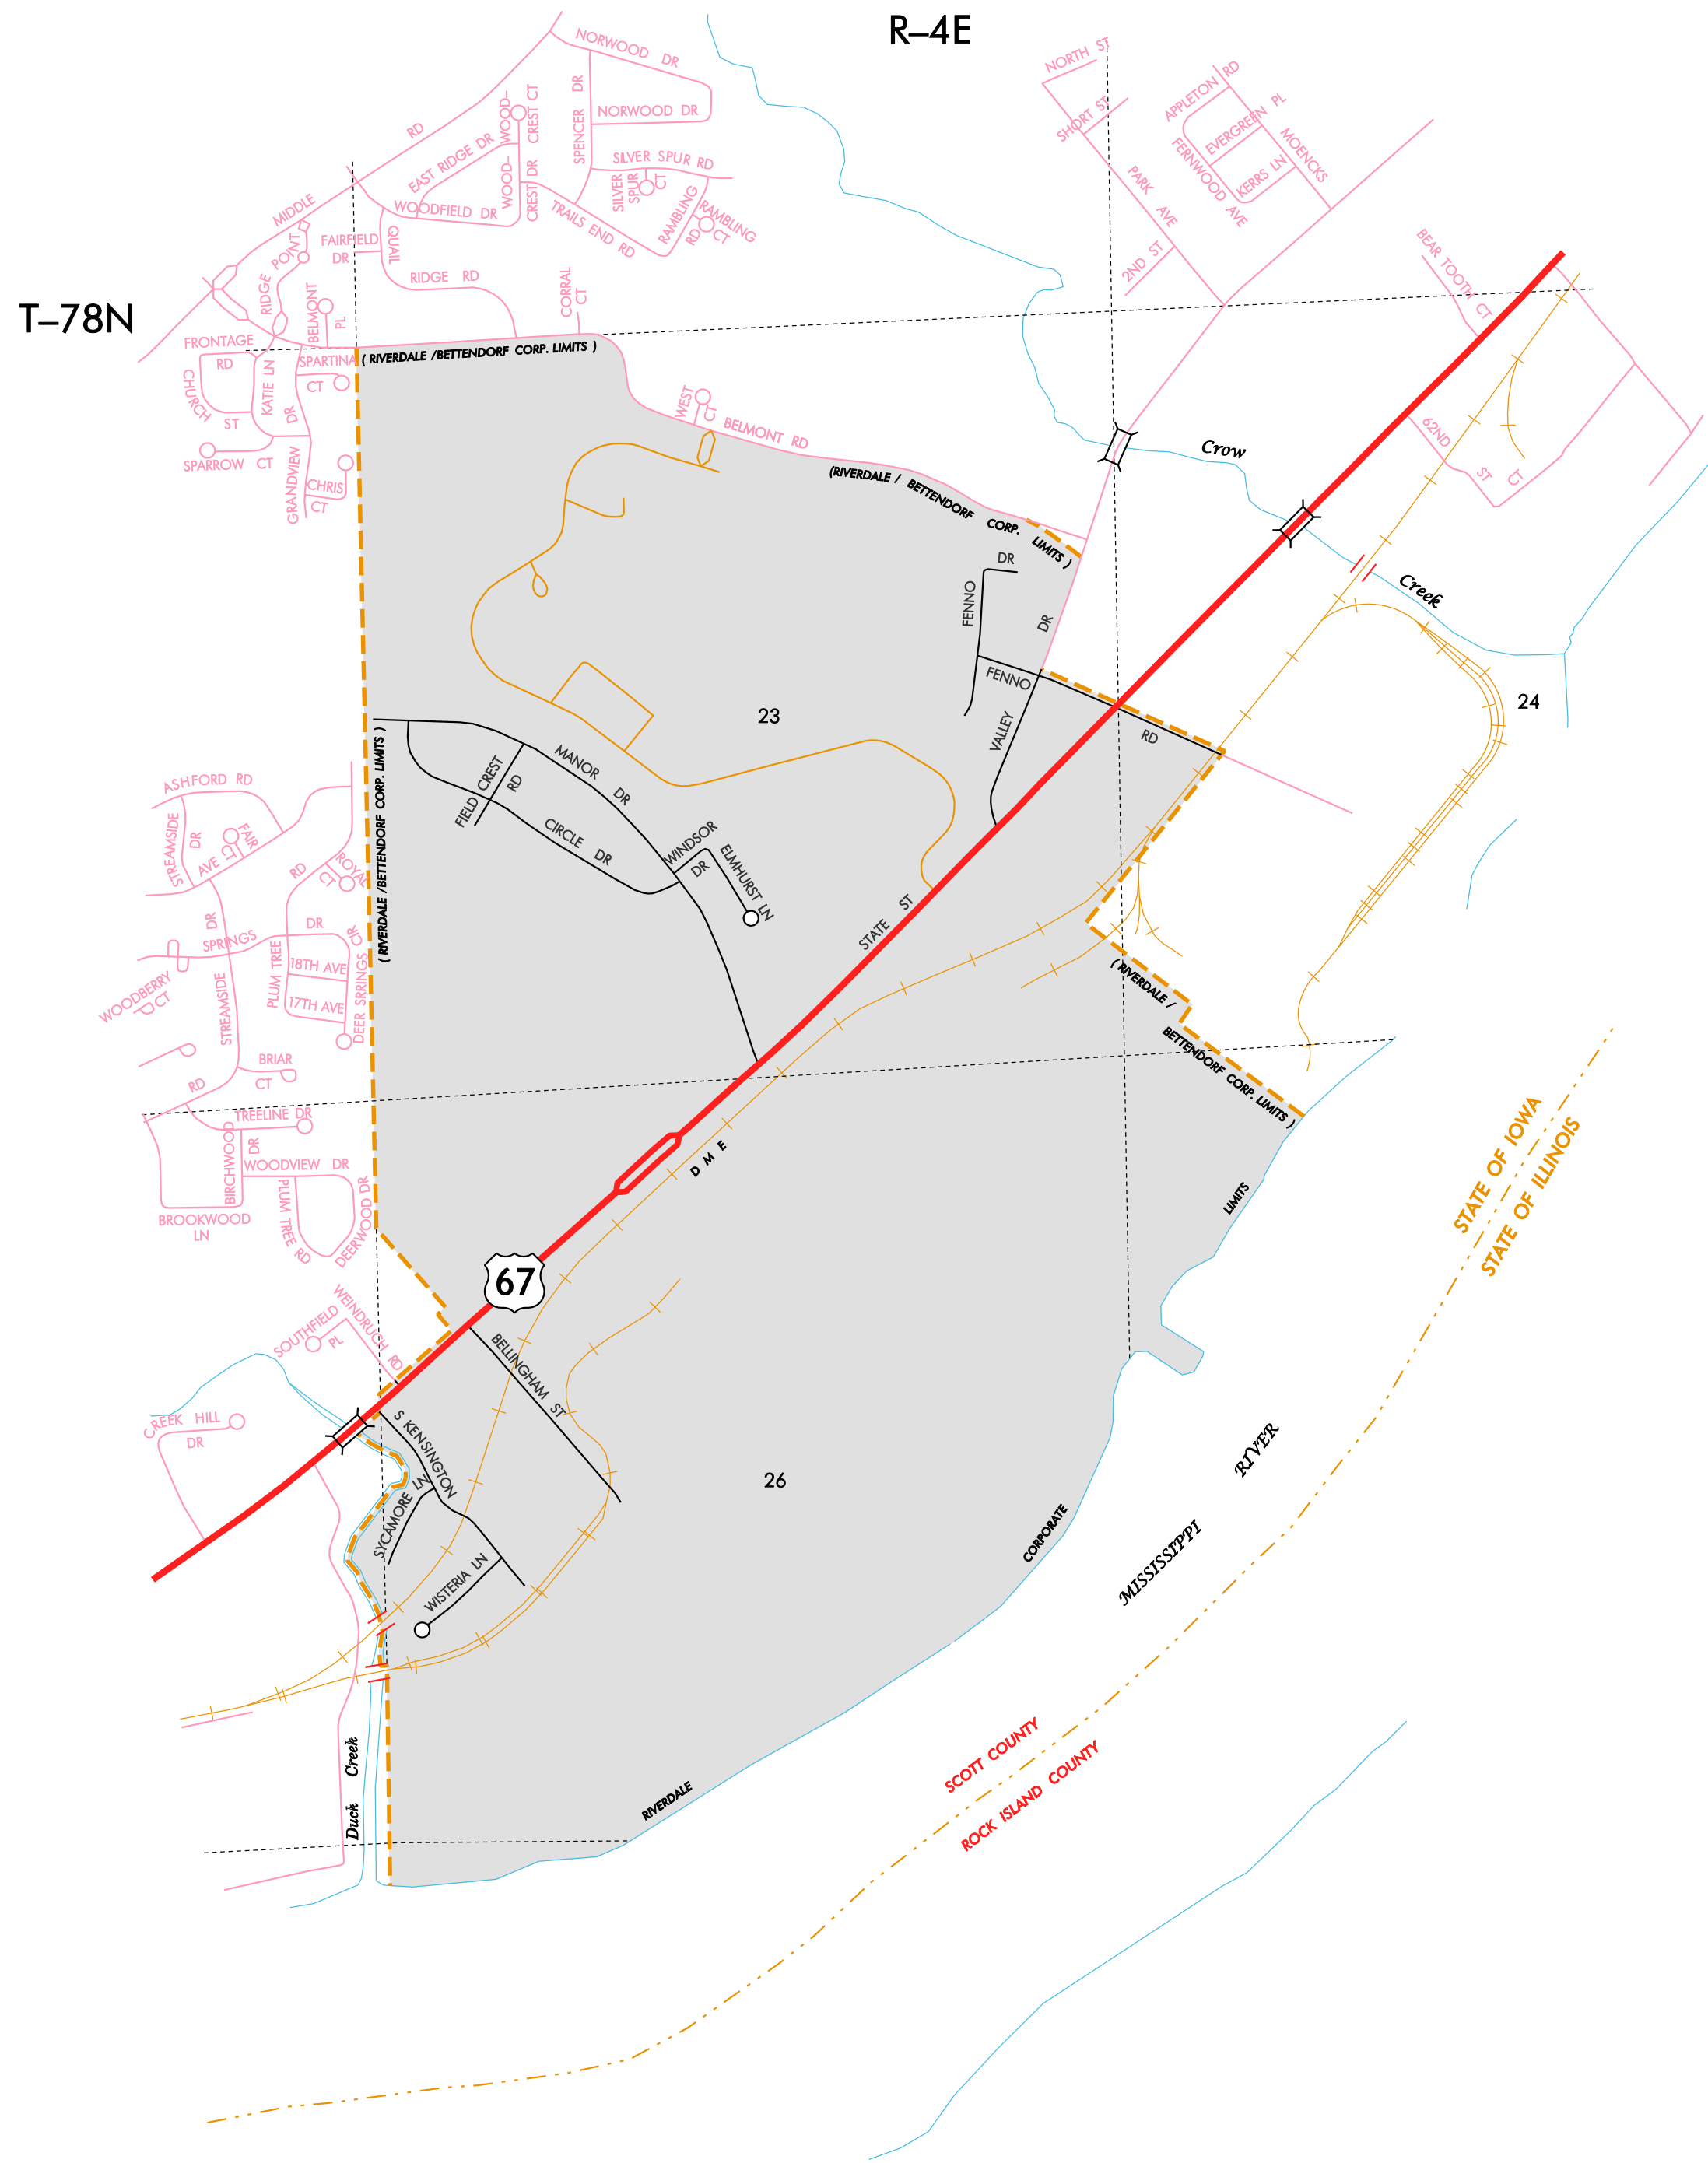 R–4E
T–78N
NORWOOD DR
NORWOOD DR
SPENCER DR
WOOD–
CREST CT
WOOD–
CREST DR
EAST RIDGE DR
WOODFIELD DR
SILVER SPUR RD
SILVER
SPUR
CT
TRAILS END RD
RAMBLING
RD
RAMBLING
CT
MIDDLE RD
FAIRFIELD
DR
QUAIL
RIDGE RD
RIDGE POINT
BELMONT
PL
CORRAL
CT
FRONTAGE
RD
SPARTINA
CT
KATIE LN
CHURCH
ST
SPARROW CT
GRANDVIEW DR
CHRIS
CT
( RIVERDALE /BETTENDORF CORP. LIMITS )
WEST
CT
BELMONT RD
(RIVERDALE / BETTENDORF CORP. LIMITS )
NORTH ST
SHORT ST
PARK AVE
2ND ST
APPLETON RD
EVERGREEN PL
FERNWOOD AVE
KERRS LN
MOENCKS
BEAR TOOTH CT
62ND
ST CT
Crow
Creek
FENNO
DR
DR
FENNO
RD
VALLEY
23
24
MANOR
DR
FIELD CREST
RD
CIRCLE DR
WINDSOR
DR
ELMHURST LN
STATE ST
( RIVERDALE /BETTENDORF CORP. LIMITS )
ASHFORD RD
STREAMSIDE
DR
AVE
FAIR
CT
RD
ROYAL
CT
DR
SPRINGS
DR
CIR
18TH AVE
17TH AVE
PLUM TREE
DEER SRRINGS
STREAMSIDE
DR
WOODBERRY
CT
BRIAR
CT
RD
TREELINE DR
BIRCHWOOD
DR
WOODVIEW DR
PLUM TREE RD
DEERWOOD DR
BROOKWOOD
LN
( RIVERDALE /
BETTENDORF CORP. LIMITS )
D M E
67
STATE OF IOWA
STATE OF ILLINOIS
SOUTHFIELD
PL
WEINDRUCH RD
BELLINGHAM ST
CREEK HILL
DR
S KENSINGTON
SYCAMORE LN
WISTERIA LN
26
RIVERDALE
CORPORATE
LIMITS
MISSISSIPPI
RIVER
SCOTT COUNTY
ROCK ISLAND COUNTY
Duck Creek